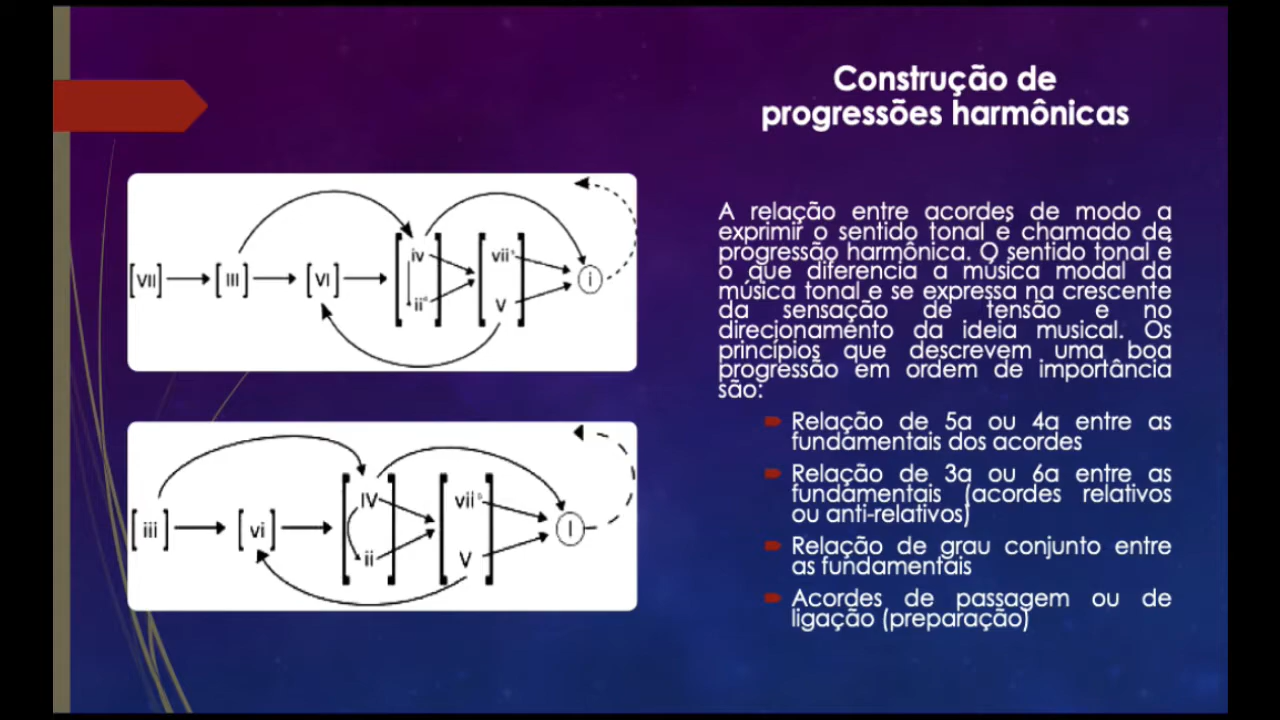 Construção de
progressões harmônicas
A relação entre acordes de modo a
exprimir o sentido tonal é chamado de
progressão harmônica. O sentido tonal é
o que diferencia a música modal da
música tonal e se expressa na crescente
da sensação de tensão e no
direcionamento da ideia musical. Os
princípios que descrevem uma boa
progressão em ordem de importância
são:
Relação de 5a ou 4a entre as
fundamentais dos acordes
Relação de 3a ou 6a entre as
fundamentais (acordes relativos
ou anti-relativos)
Relação de grau conjunto entre
as fundamentais
Acordes de passagem ou de
ligação (preparação)
[VII] [III] [VI] [iv [vii° i
ii°] V]
[iii] [vi] [IV [vii° I
ii] V]